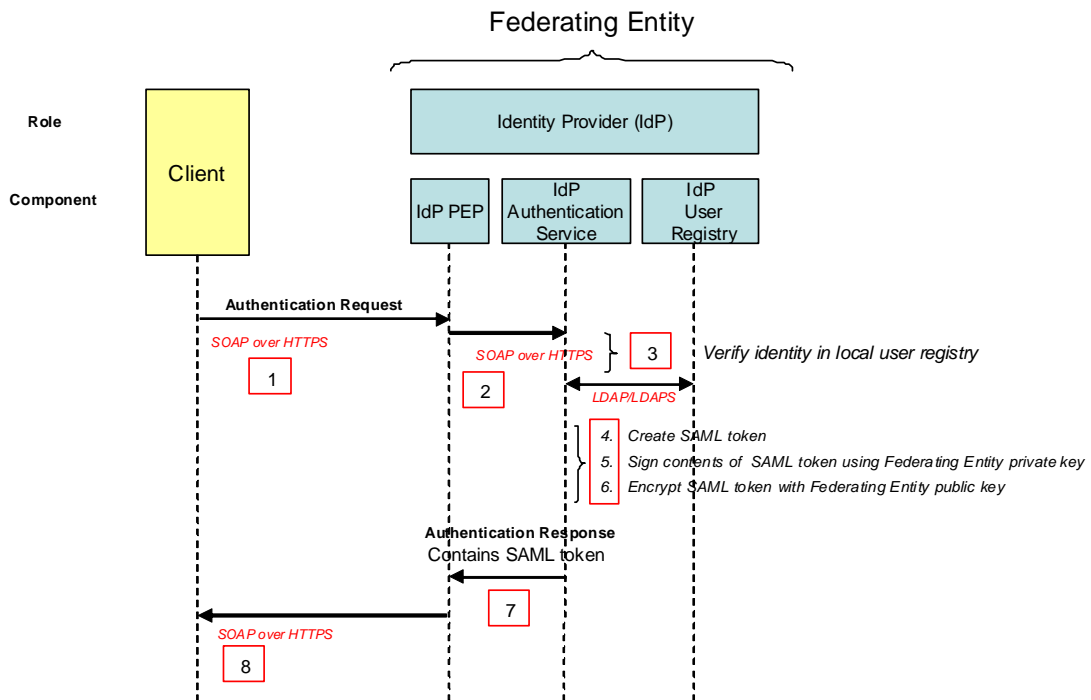 Federating Entity
Role
Identity Provider (IdP)
Client
Component
IdP PEP
IdP
Authentication
Service
IdP
User
Registry
Authentication Request
SOAP over HTTPS
1
SOAP over HTTPS
2
3
Verify identity in local user registry
LDAP/LDAPS
4. Create SAML token
5. Sign contents of SAML token using Federating Entity private key
6. Encrypt SAML token with Federating Entity public key
Authentication Response
Contains SAML token
7
SOAP over HTTPS
8